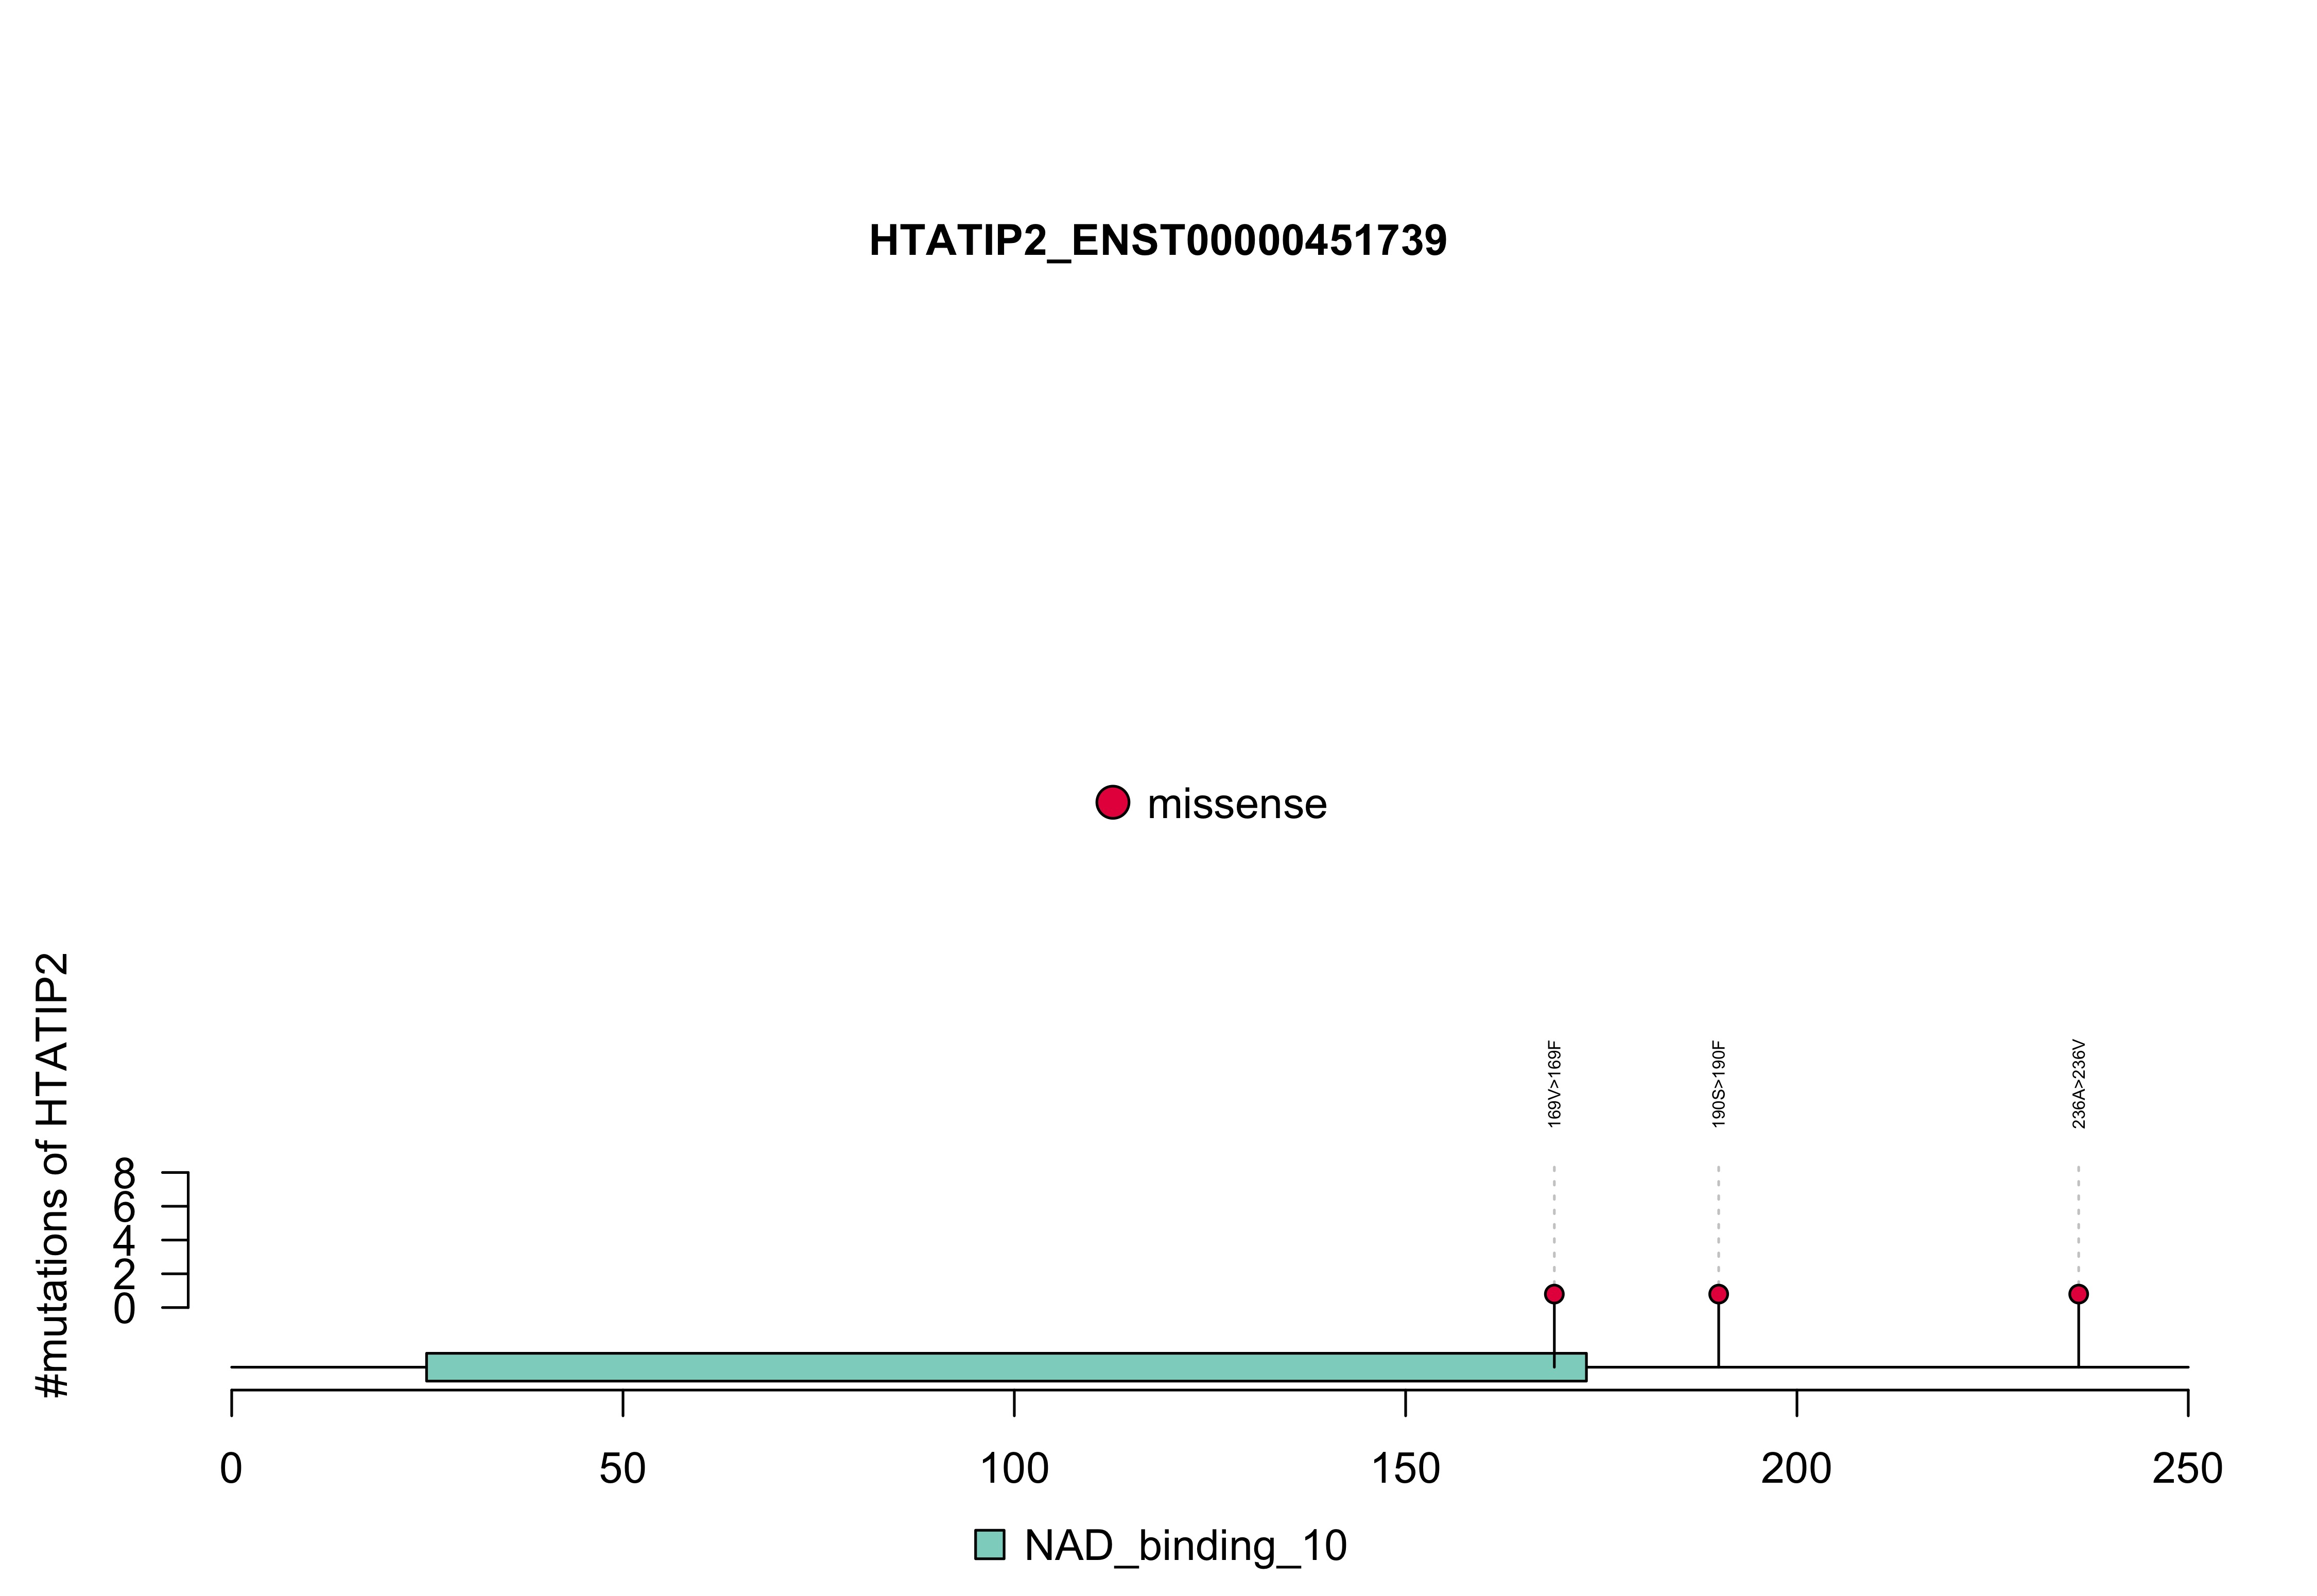 HTATIP2_ENST00000451739
missense
#mutations of HTATIP2
169V>169F
190S>190F
236A>236V
8
6
4
2
0
0 50 100 150 200 250
NAD_binding_10